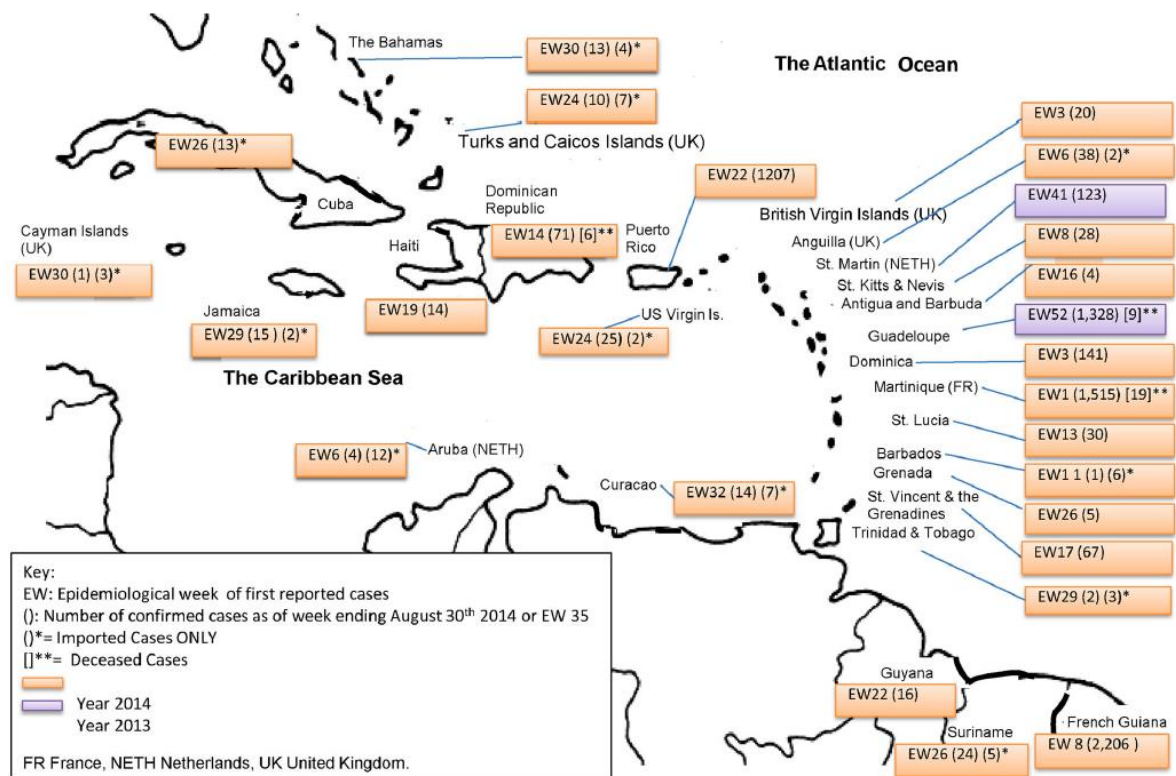 The Bahamas
EW30 (13) (4)*
The Atlantic Ocean
EW24 (10) (7)*
Turks and Caicos Islands (UK)
EW26 (13)*
Cuba
EW22 (1207)
Dominican
Republic
EW14 (71) [6]**
Haiti
Puerto
Rico
Cayman Islands
(UK)
EW30 (1) (3)*
Jamaica
EW29 (15 ) (2)*
EW19 (14)
US Virgin Is.
EW24 (25) (2)*
The Caribbean Sea
British Virgin Islands (UK)
EW3 (20)
Anguilla (UK)
EW6 (38) (2)*
St. Martin (NETH)
EW41 (123)
St. Kitts & Nevis
EW8 (28)
Antigua and Barbuda
EW16 (4)
Guadeloupe
EW52 (1,328) [9]**
Dominica
EW3 (141)
Martinique (FR)
EW1 (1,515) [19]**
St. Lucia
EW13 (30)
Barbados
EW1 1 (1) (6)*
Grenada
EW26 (5)
St. Vincent & the
Grenadines
EW17 (67)
Trinidad & Tobago
EW29 (2) (3)*
Aruba (NETH)
EW6 (4) (12)*
Curacao
EW32 (14) (7)*
Guyana
EW22 (16)
Suriname
EW26 (24) (5)*
French Guiana
EW 8 (2,206 )
Key:
EW: Epidemiological week of first reported cases
(): Number of confirmed cases as of week ending August 30th 2014 or EW 35
()*= Imported Cases ONLY
[]**= Deceased Cases
Year 2014
Year 2013
FR France, NETH Netherlands, UK United Kingdom.